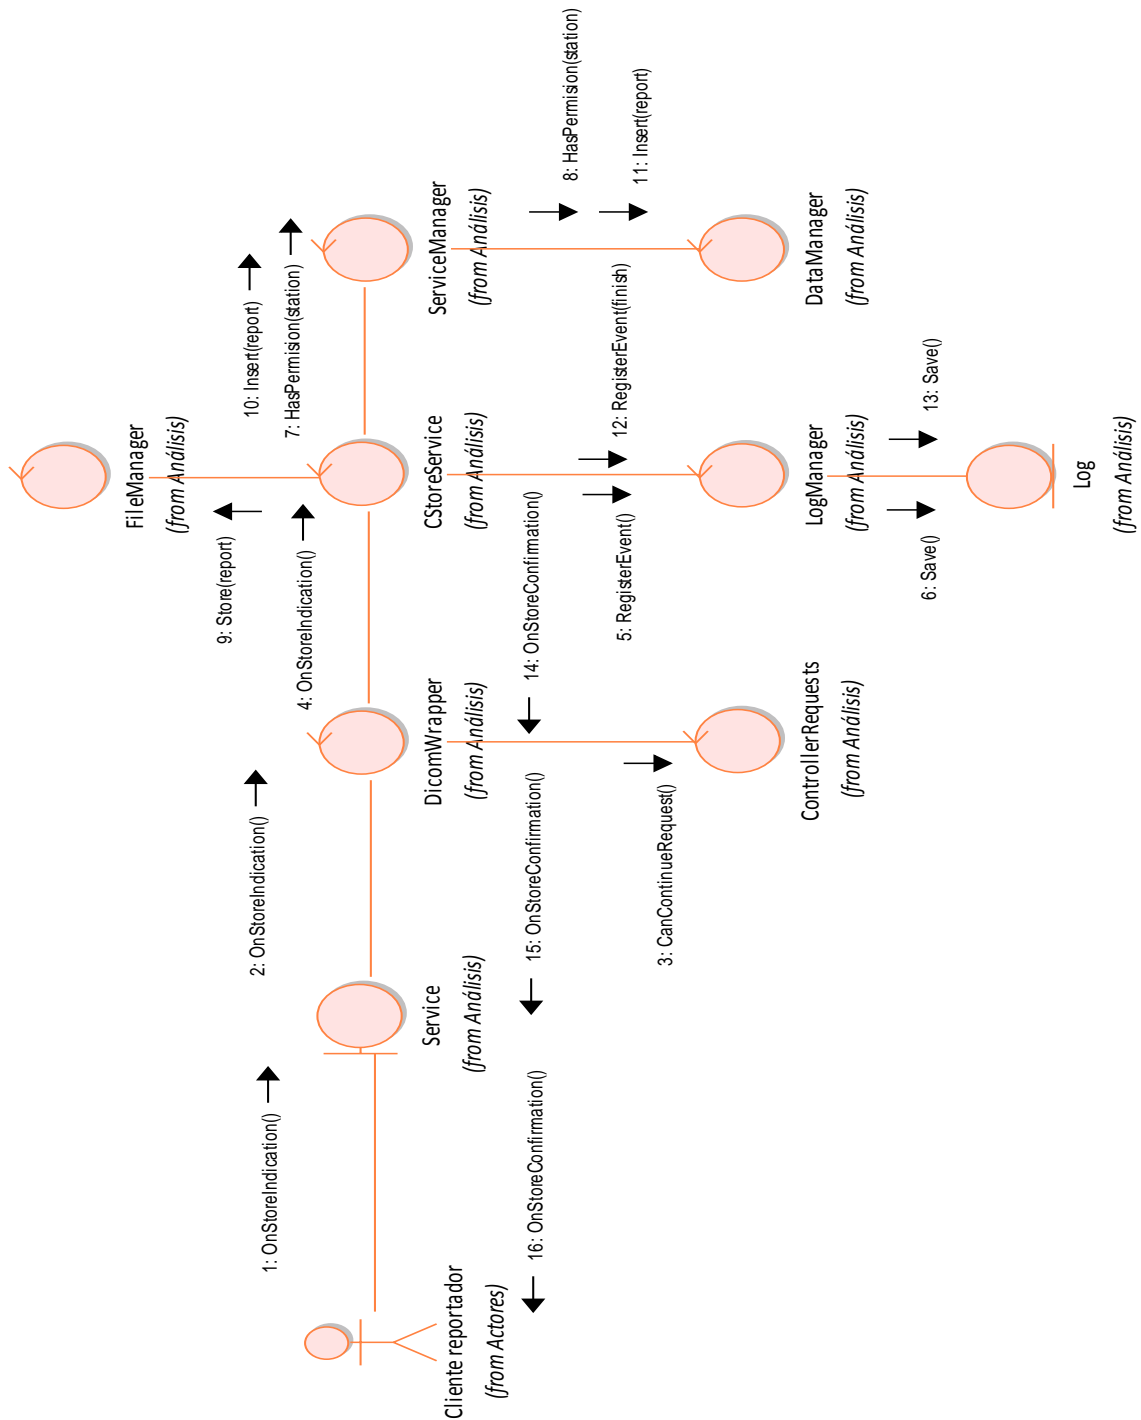 1: OnStoreIndication()
2: OnStoreIndication()
4: OnStoreIndication()
9: Store(report)
FileManager
(from Análisis)
10: Insert(report)
7: HasPermision(station)
Cliente reportador
(from Actores)
Service
(from Análisis)
DicomWrapper
(from Análisis)
CStoreService
(from Análisis)
ServiceManager
(from Análisis)
16: OnStoreConfirmation()
15: OnStoreConfirmation()
14: OnStoreConfirmation()
3: CanContinueRequest()
5: RegisterEvent()
12: RegisterEvent(finish)
8: HasPermision(station)
11: Insert(report)
ControllerRequests
(from Análisis)
LogManager
(from Análisis)
DataManager
(from Análisis)
6: Save()
13: Save()
Log
(from Análisis)